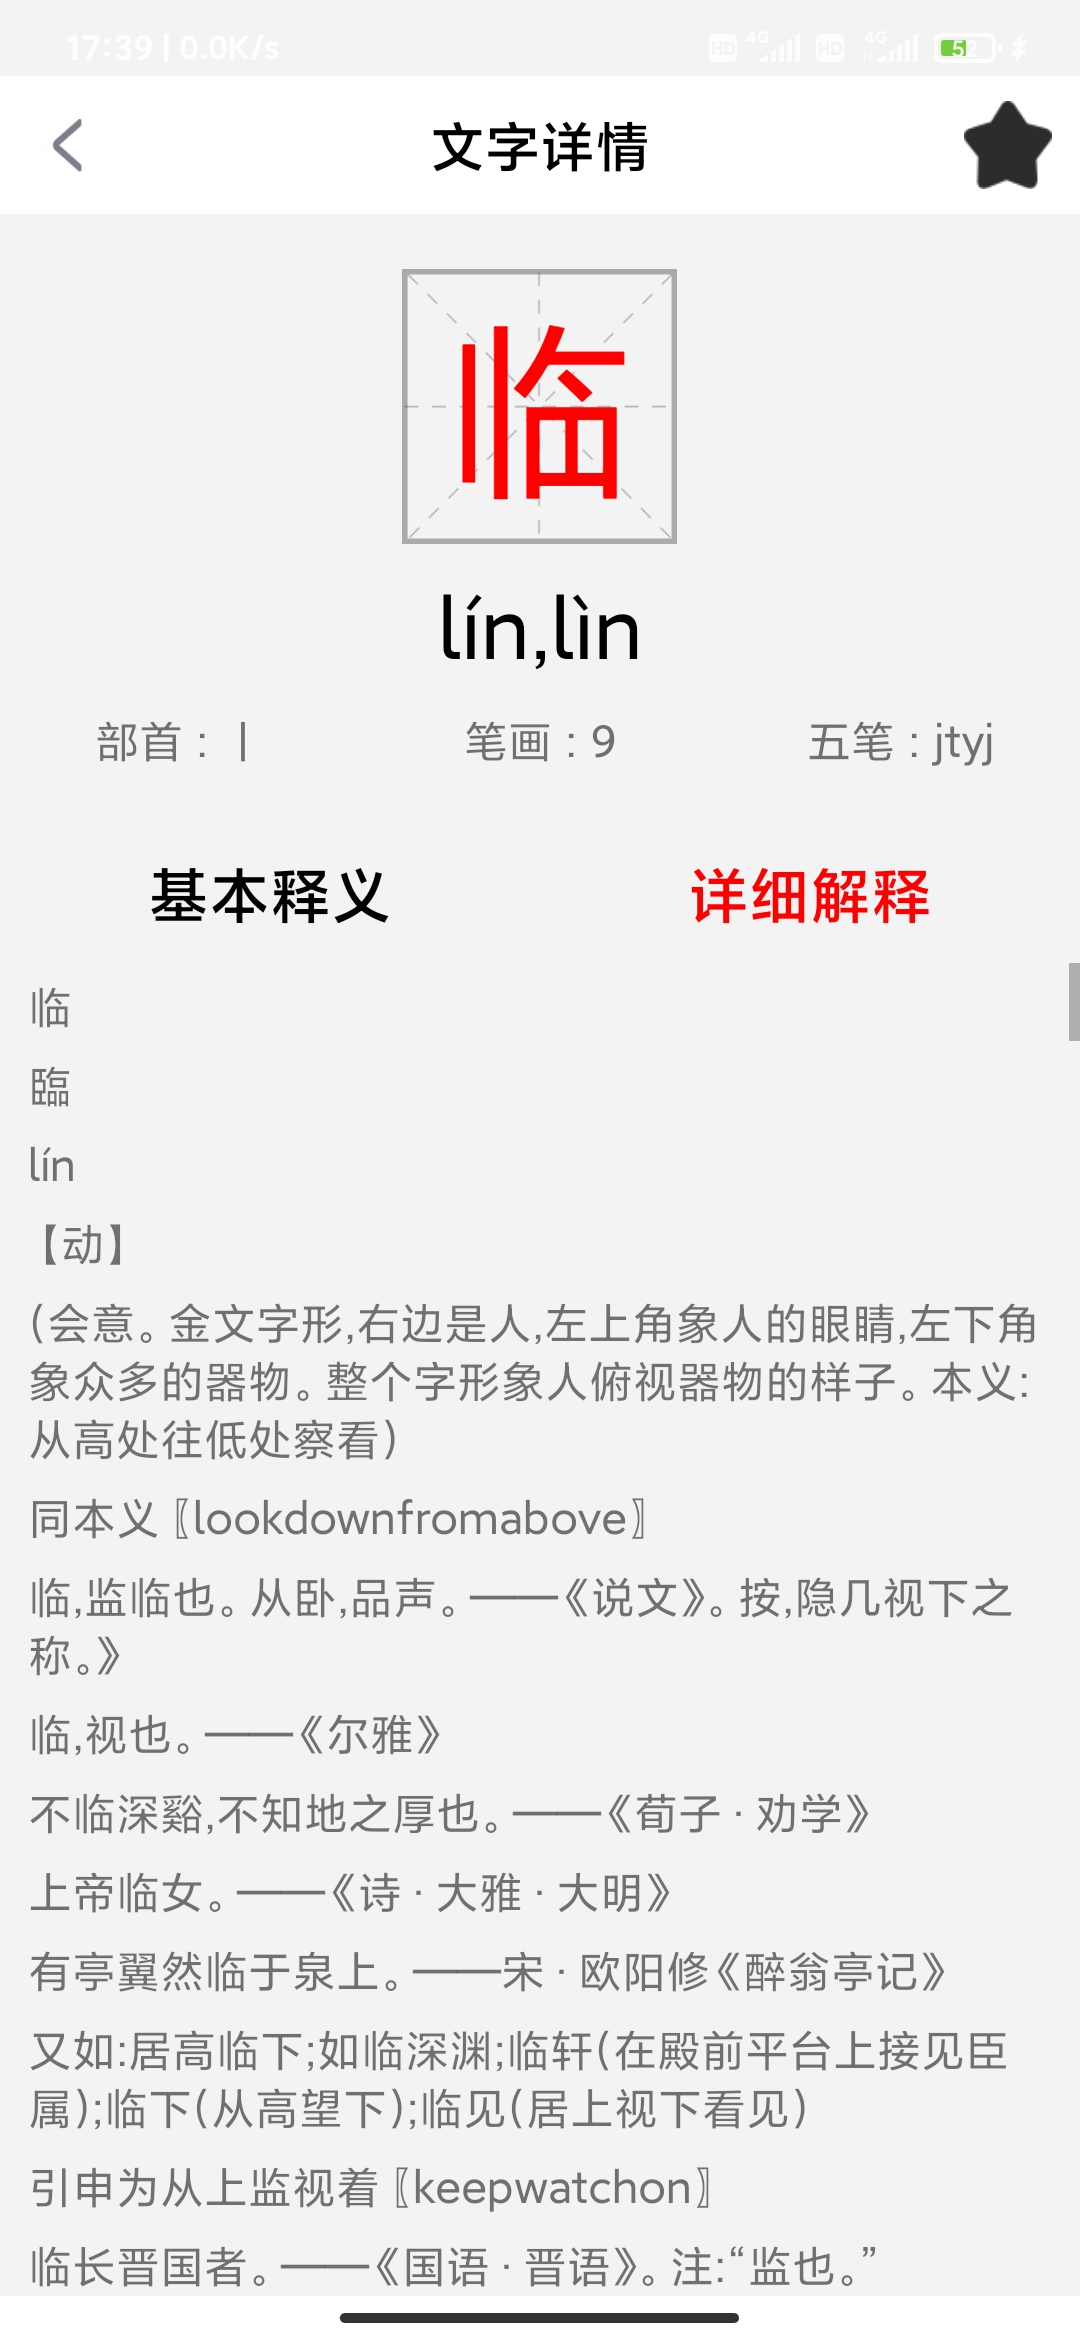 17:39 | 0.0K/s HD 4G HD 4G 52
文字详情
临
lín,lìn
部首 : 丨 笔画 : 9 五笔 : jtyj
基本释义 详细解释
临
臨
lín
【动】
(会意。金文字形,右边是人,左上角象人的眼睛,左下角
象众多的器物。整个字形象人俯视器物的样子。本义:
从高处往低处察看)
同本义〖lookdownfromabove〗
临,监临也。从卧,品声。——《说文》。按,隐几视下之
称。》
临,视也。——《尔雅》
不临深谿,不知地之厚也。——《荀子·劝学》
上帝临女。——《诗·大雅·大明》
有亭翼然临于泉上。——宋·欧阳修《醉翁亭记》
又如:居高临下;如临深渊;临轩(在殿前平台上接见臣
属);临下(从高望下);临见(居上视下看见)
引申为从上监视着〖keepwatchon〗
临长晋国者。——《国语·晋语》。注:“监也。”